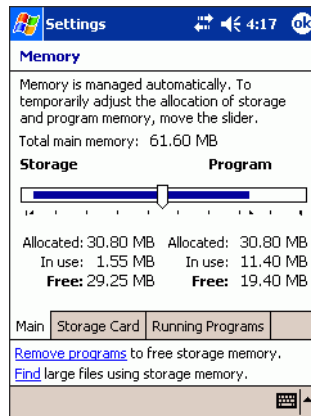 Settings 4:17 ok
Memory
Memory is managed automatically. To
temporarily adjust the allocation of storage
and program memory, move the slider.
Total main memory: 61.60 MB
Storage Program
Allocated: 30.80 MB Allocated: 30.80 MB
In use: 1.55 MB In use: 11.40 MB
Free: 29.25 MB Free: 19.40 MB
Main Storage Card Running Programs
Remove programs to free storage memory.
Find large files using storage memory.